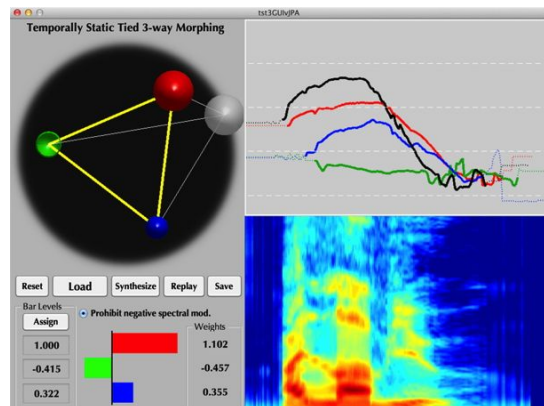 tst3GUIvJPA
Temporally Static Tied 3-way Morphing
Reset Load Synthesize Replay Save
Bar Levels
Prohibit negative spectral mod.
Assign
Weights
1.000 1.102
-0.415 -0.457
0.322 0.355